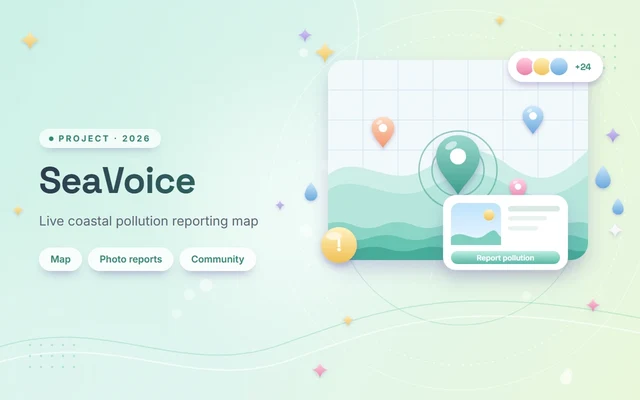 PROJECT · 2026
SeaVoice
Live coastal pollution reporting map
Map
Photo reports
Community
+24
!
Report pollution